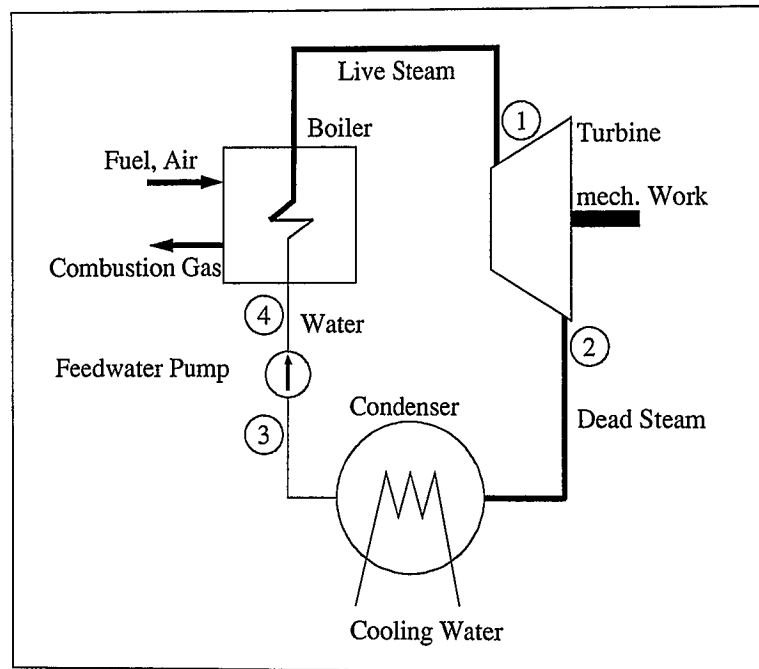 Live Steam
1
Boiler
Turbine
Fuel, Air
mech. Work
Combustion Gas
4
Water
2
Feedwater Pump
Condenser
Dead Steam
3
Cooling Water